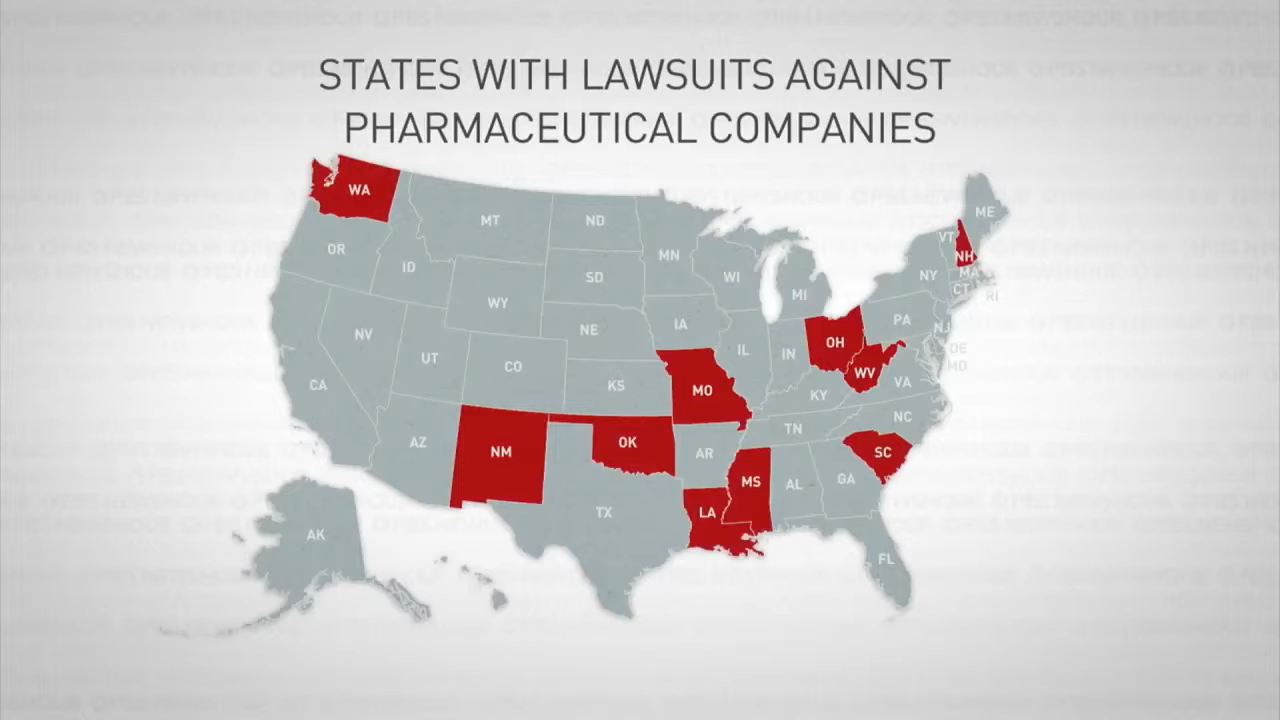 STATES WITH LAWSUITS AGAINST
PHARMACEUTICAL COMPANIES
WA
MT
ND
ME
OR
ID
MN
VT
NH
SD
WI
NY
MA
WY
MI
CT
RI
NV
NE
IA
PA
NJ
UT
CO
IL
IN
OH
DE
MD
CA
KS
MO
KY
WV
VA
AZ
NM
OK
AR
TN
NC
SC
TX
LA
MS
AL
GA
AK
FL